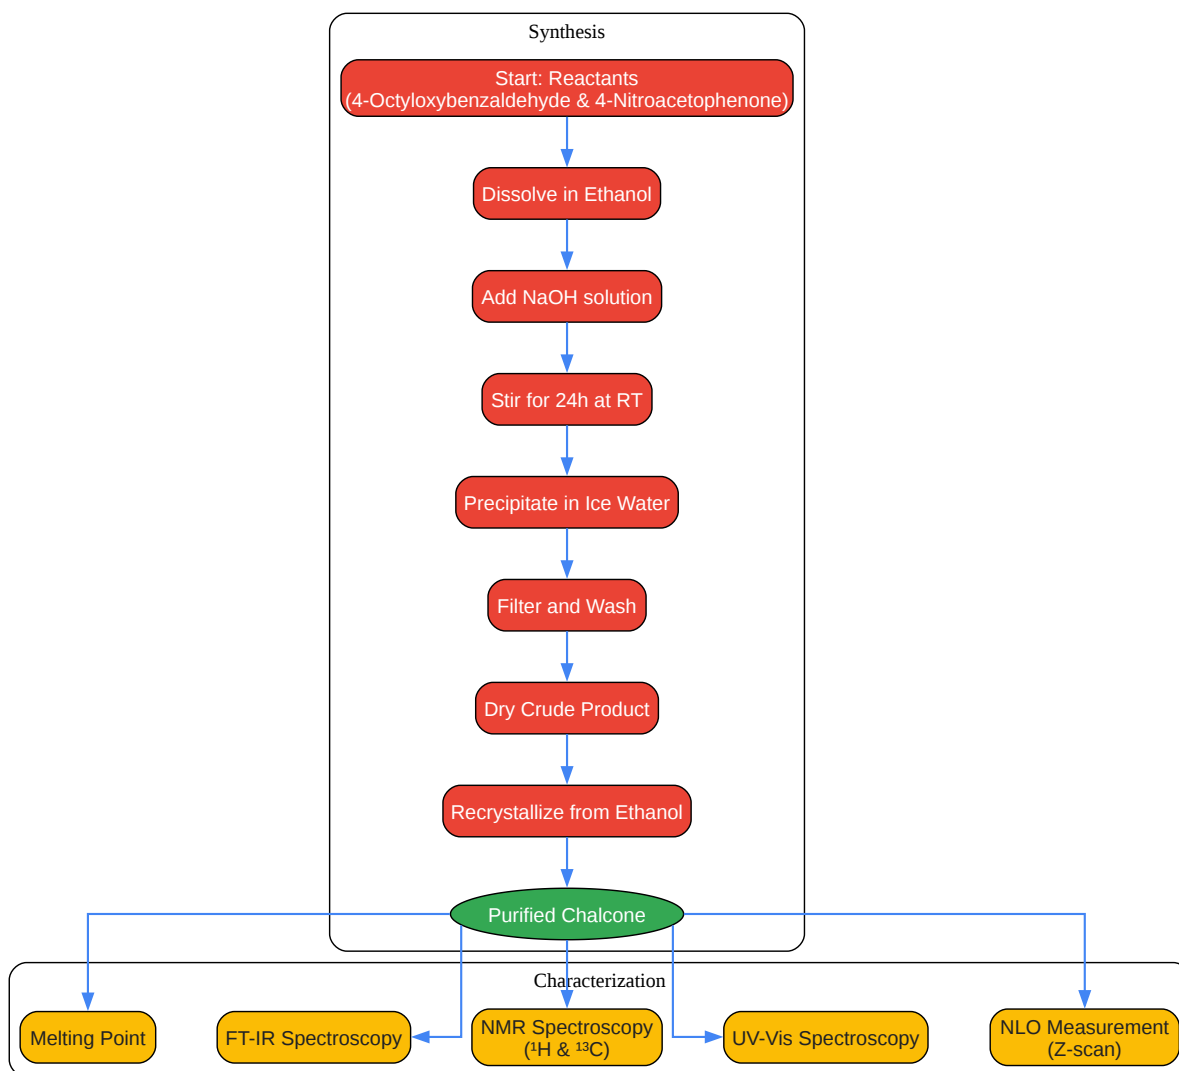 Synthesis
Start: Reactants
(4-Octyloxybenzaldehyde & 4-Nitroacetophenone)
Dissolve in Ethanol
Add NaOH solution
Stir for 24h at RT
Precipitate in Ice Water
Filter and Wash
Dry Crude Product
Recrystallize from Ethanol
Purified Chalcone
Characterization
Melting Point
FT-IR Spectroscopy
NMR Spectroscopy
(¹H & ¹³C)
UV-Vis Spectroscopy
NLO Measurement
(Z-scan)